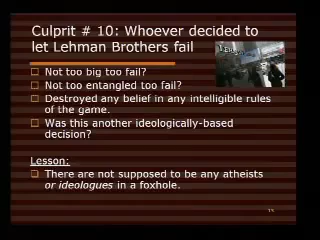 Culprit # 10: Whoever decided to
let Lehman Brothers fail
Not too big too fail?
Not too entangled too fail?
Destroyed any belief in any intelligible rules
of the game.
Was this another ideologically-based
decision?
Lesson:
There are not supposed to be any atheists
or ideologues in a foxhole.